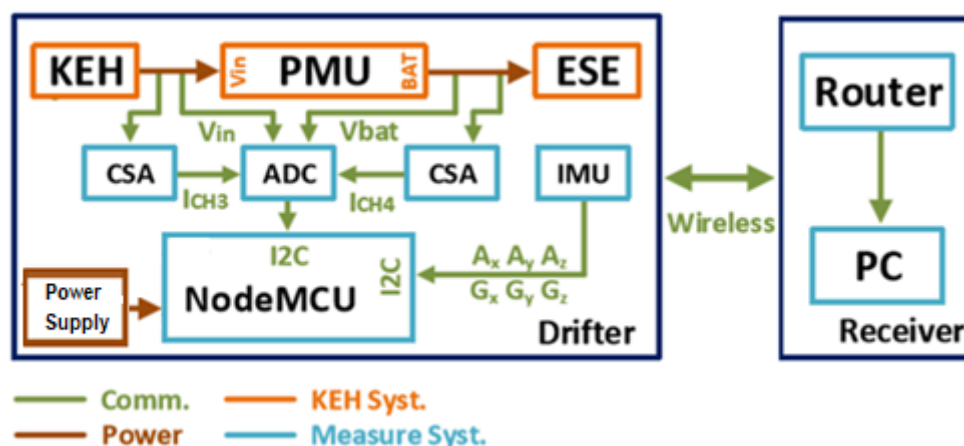 KEH
Vin
PMU
BAT
ESE
Vin
Vbat
CSA
ADC
CSA
IMU
ICH3
ICH4
Wireless
Router
PC
I2C
I2C
Ax Ay Az
Gx Gy Gz
NodeMCU
Power
Supply
Drifter
Receiver
Comm.
KEH Syst.
Power
Measure Syst.